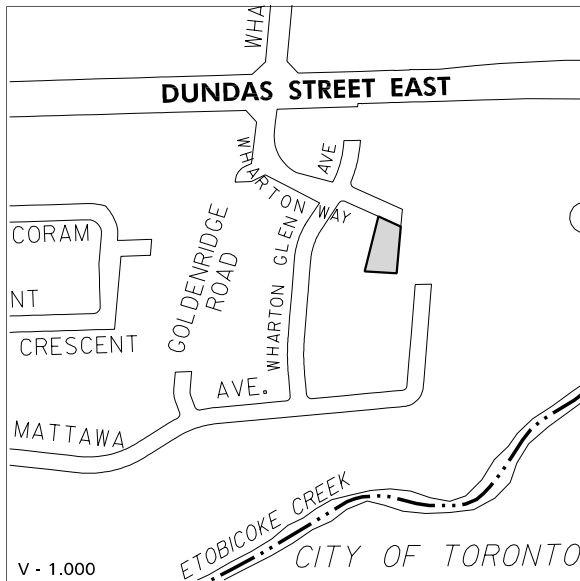 WHA
DUNDAS STREET EAST
WHARTON WAY
AVE
CORAM
GOLDENRIDGE
ROAD
WHARTON GLEN
NT
CRESCENT
AVE.
MATTAWA
ETOBICOKE CREEK
CITY OF TORONTO
V - 1.000